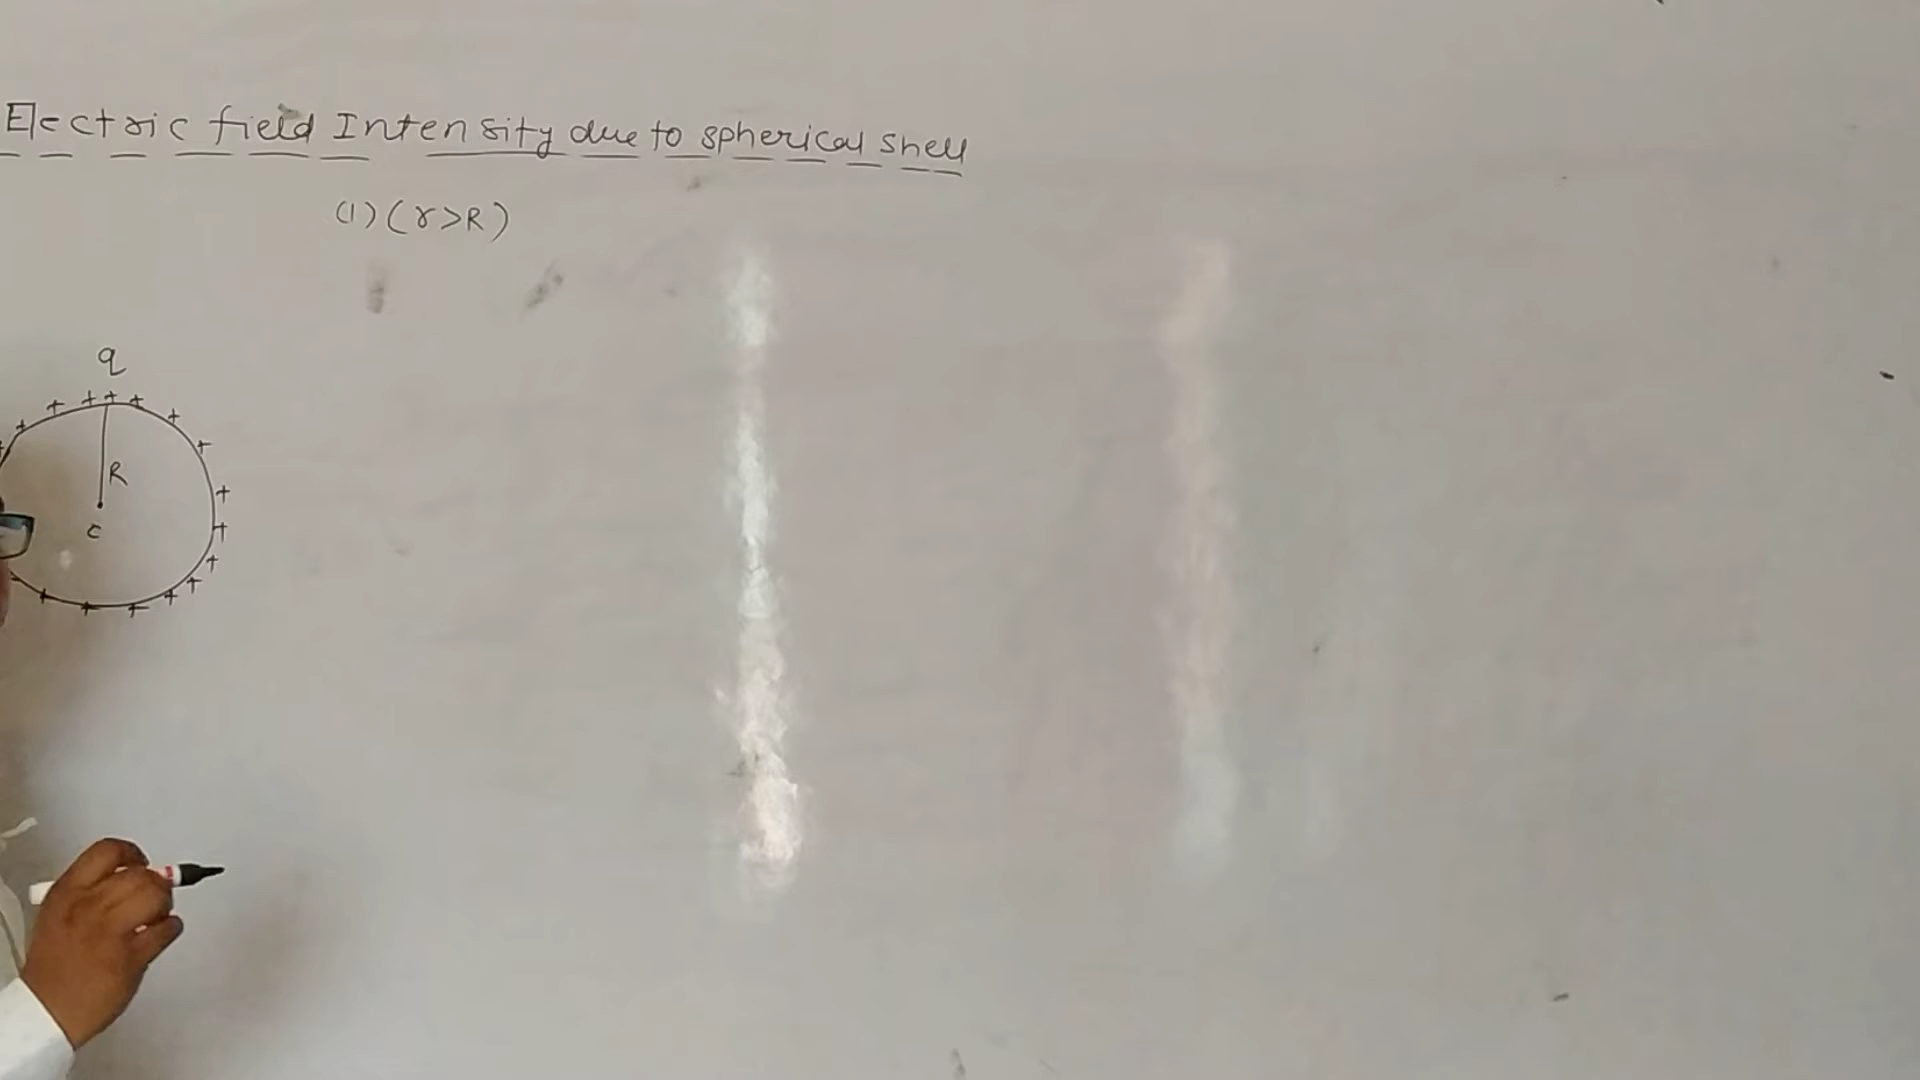 Electric field Intensity due to spherical shell
(1) (r>R)
q
+ + + + + + +
+
R
+
c
+
+
+
+ + + +